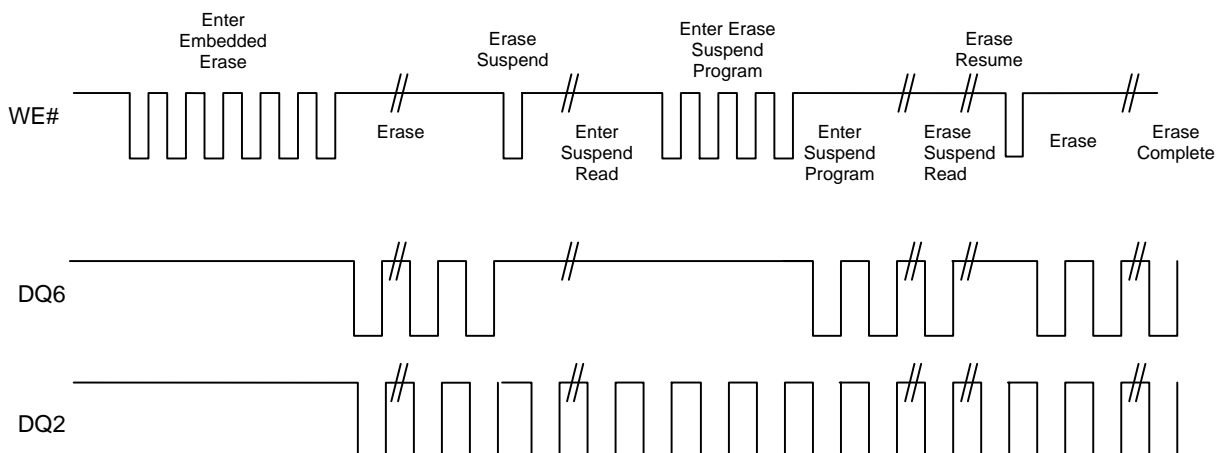 Enter
Embedded
Erase
Erase
Suspend
Enter Erase
Suspend
Program
Erase
Resume
WE#
Erase
Enter
Suspend
Read
Enter
Suspend
Program
Erase
Suspend
Read
Erase
Erase
Complete
DQ6
DQ2